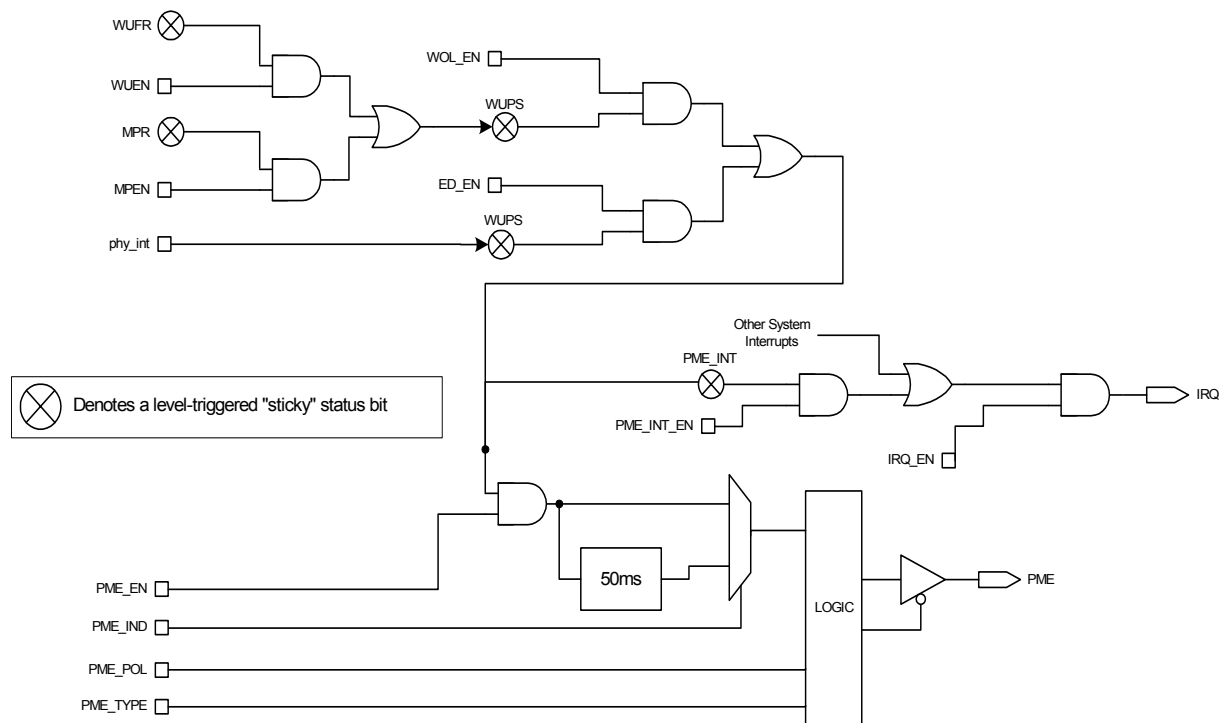 WUFR
WOL_EN
WUEN
WUPS
MPR
ED_EN
MPEN
WUPS
phy_int
Other System
Interrupts
PME_INT
IRQ
Denotes a level-triggered "sticky" status bit
PME_INT_EN
IRQ_EN
50ms
PME_EN
PME
LOGIC
PME_IND
PME_POL
PME_TYPE